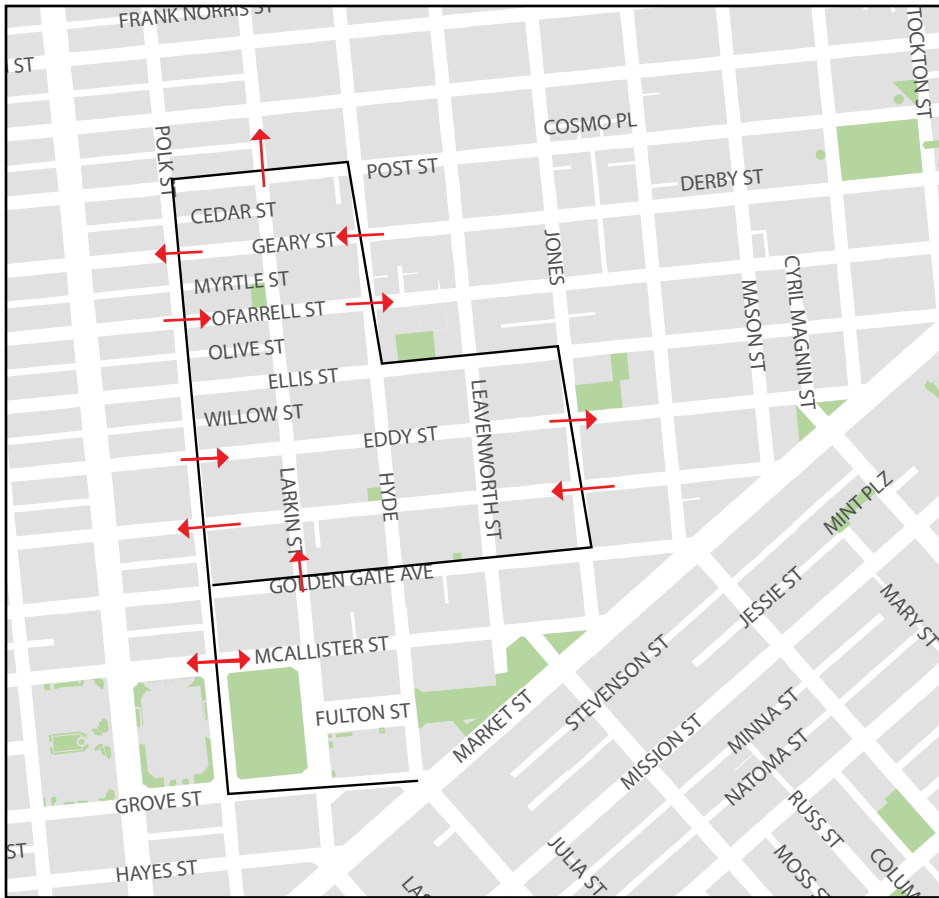 FRANK NORRIS ST
ST
TOCKTON ST
COSMO PL
POLK ST
POST ST
DERBY ST
CEDAR ST
GEARY ST
JONES
MYRTLE ST
CYRIL MAGNIN ST
MASON ST
OFARRELL ST
OLIVE ST
ELLIS ST
WILLOW ST
LEAVENWORTH ST
EDDY ST
LARKIN ST
HYDE
MINT PLZ
GOLDEN GATE AVE
JESSIE ST
MARY ST
MCALLISTER ST
STEVENSON ST
FULTON ST
MARKET ST
MISSION ST
MINNA ST
NATOMA ST
GROVE ST
RUSS ST
ST
HAYES ST
JULIA ST
MOSS ST
COLUM
LAS